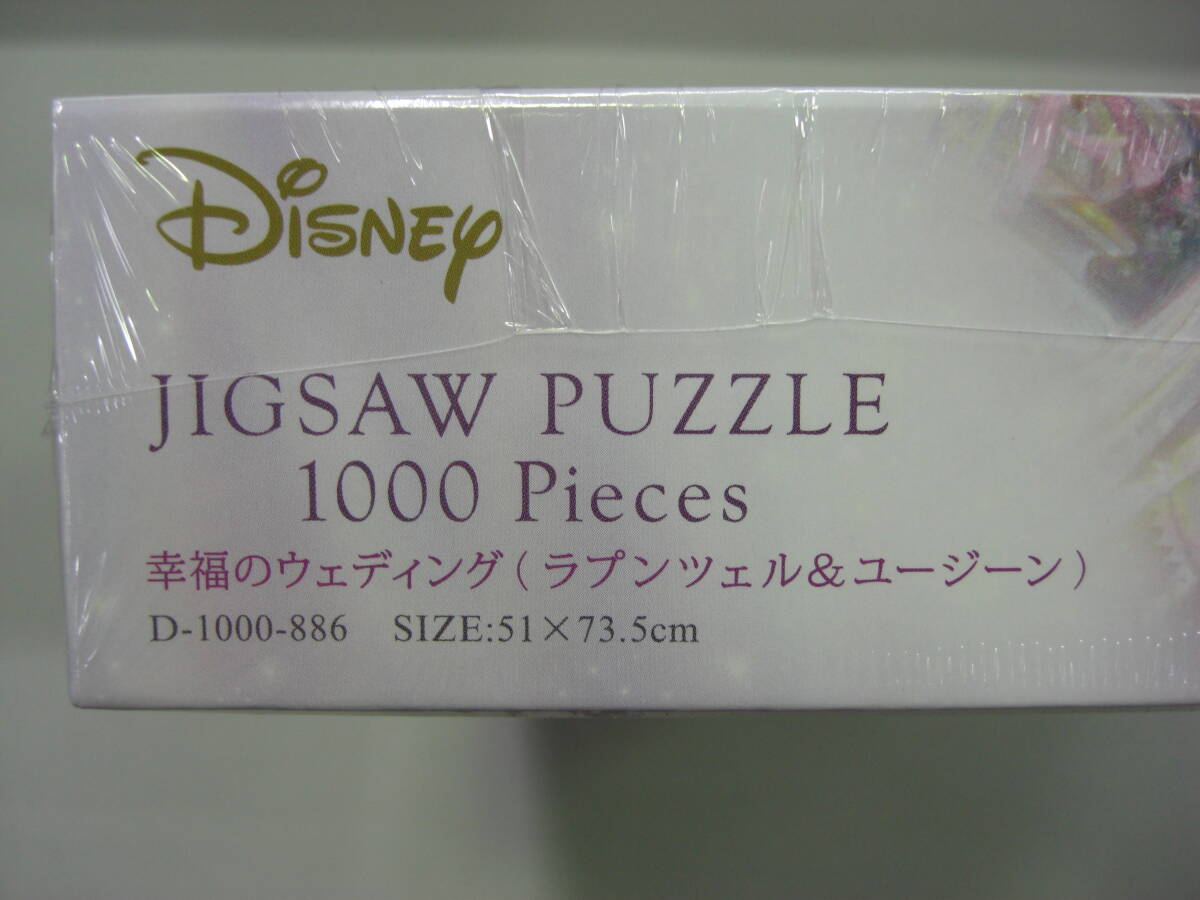 Disney
JIGSAW PUZZLE
1000 Pieces
幸福のウェディング(ラプンツェル&ユージーン)
D-1000-886 SIZE:51×73.5cm